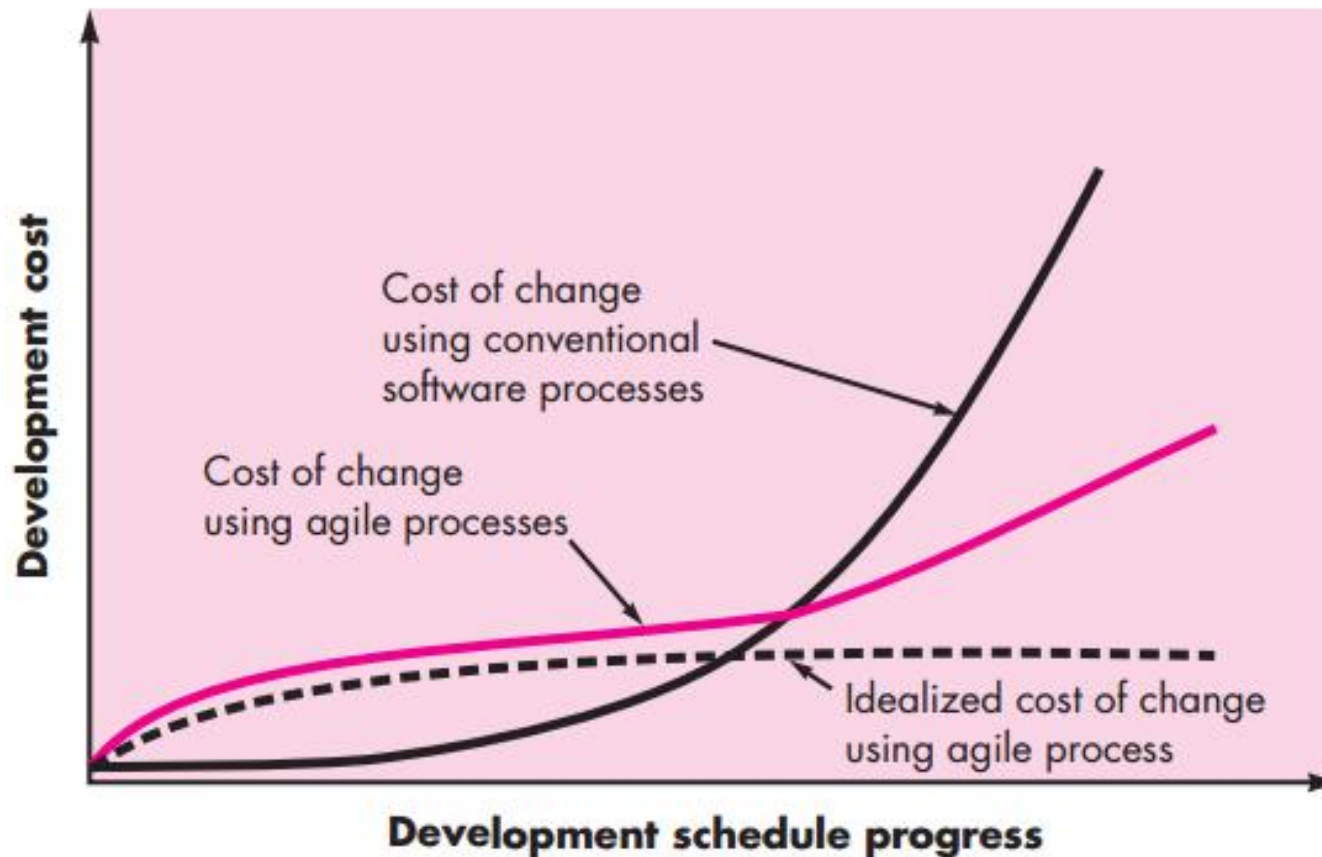 Development cost
Cost of change
using conventional
software processes
Cost of change
using agile processes
Idealized cost of change
using agile process
Development schedule progress